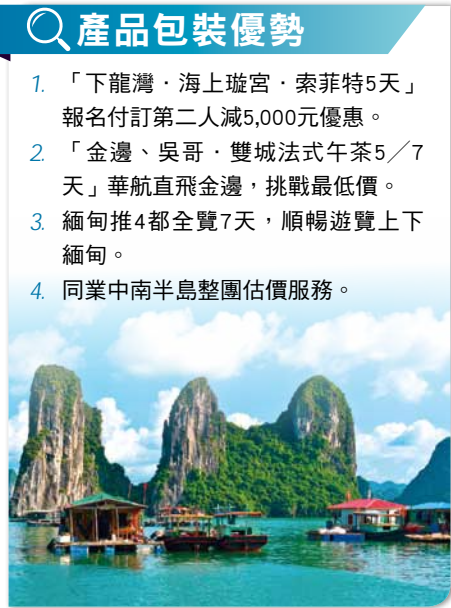 產品包裝優勢
1. 「下龍灣・海上璇宮・索菲特5天」
報名付訂第二人減5,000元優惠。
2. 「金邊、吳哥・雙城法式午茶5／7
天」華航直飛金邊，挑戰最低價。
3. 緬甸推4都全覽7天，順暢遊覽上下
緬甸。
4. 同業中南半島整團估價服務。